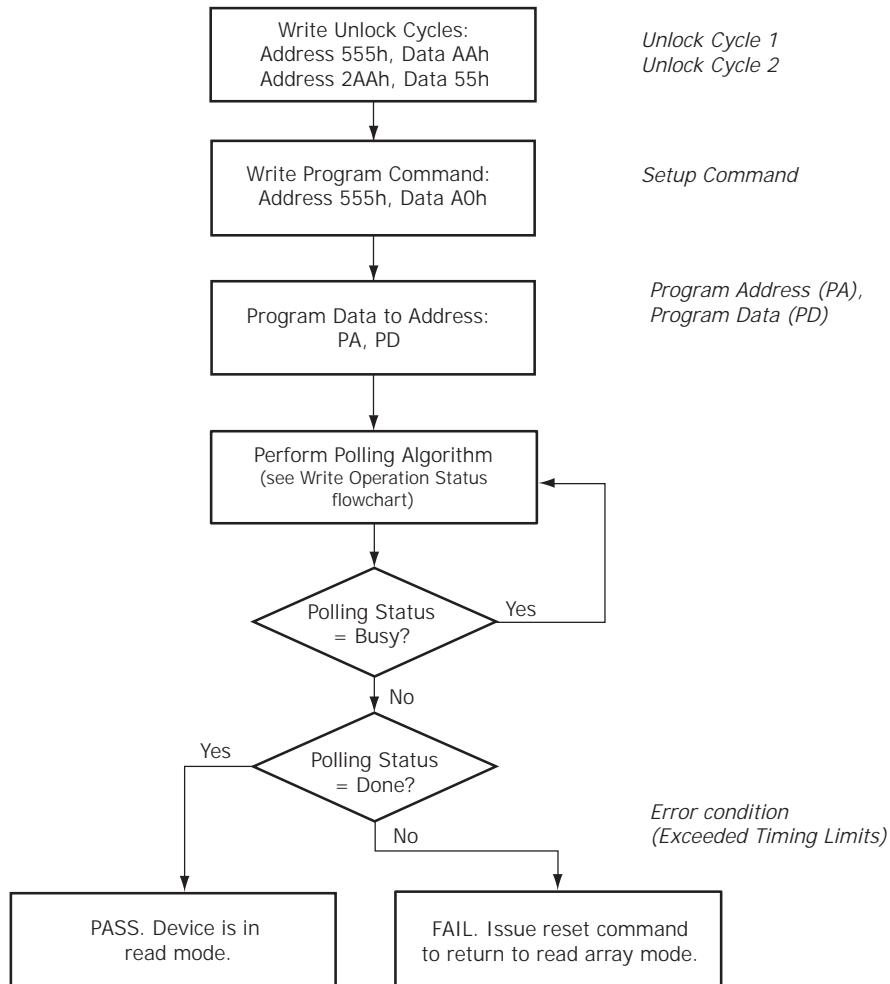 Write Unlock Cycles:
Address 555h, Data AAh
Address 2AAh, Data 55h
Unlock Cycle 1
Unlock Cycle 2
Write Program Command:
Address 555h, Data A0h
Setup Command
Program Data to Address:
PA, PD
Program Address (PA),
Program Data (PD)
Perform Polling Algorithm
(see Write Operation Status
flowchart)
Polling Status
= Busy?
Yes
No
Polling Status
= Done?
Yes
No
Error condition
(Exceeded Timing Limits)
PASS. Device is in
read mode.
FAIL. Issue reset command
to return to read array mode.